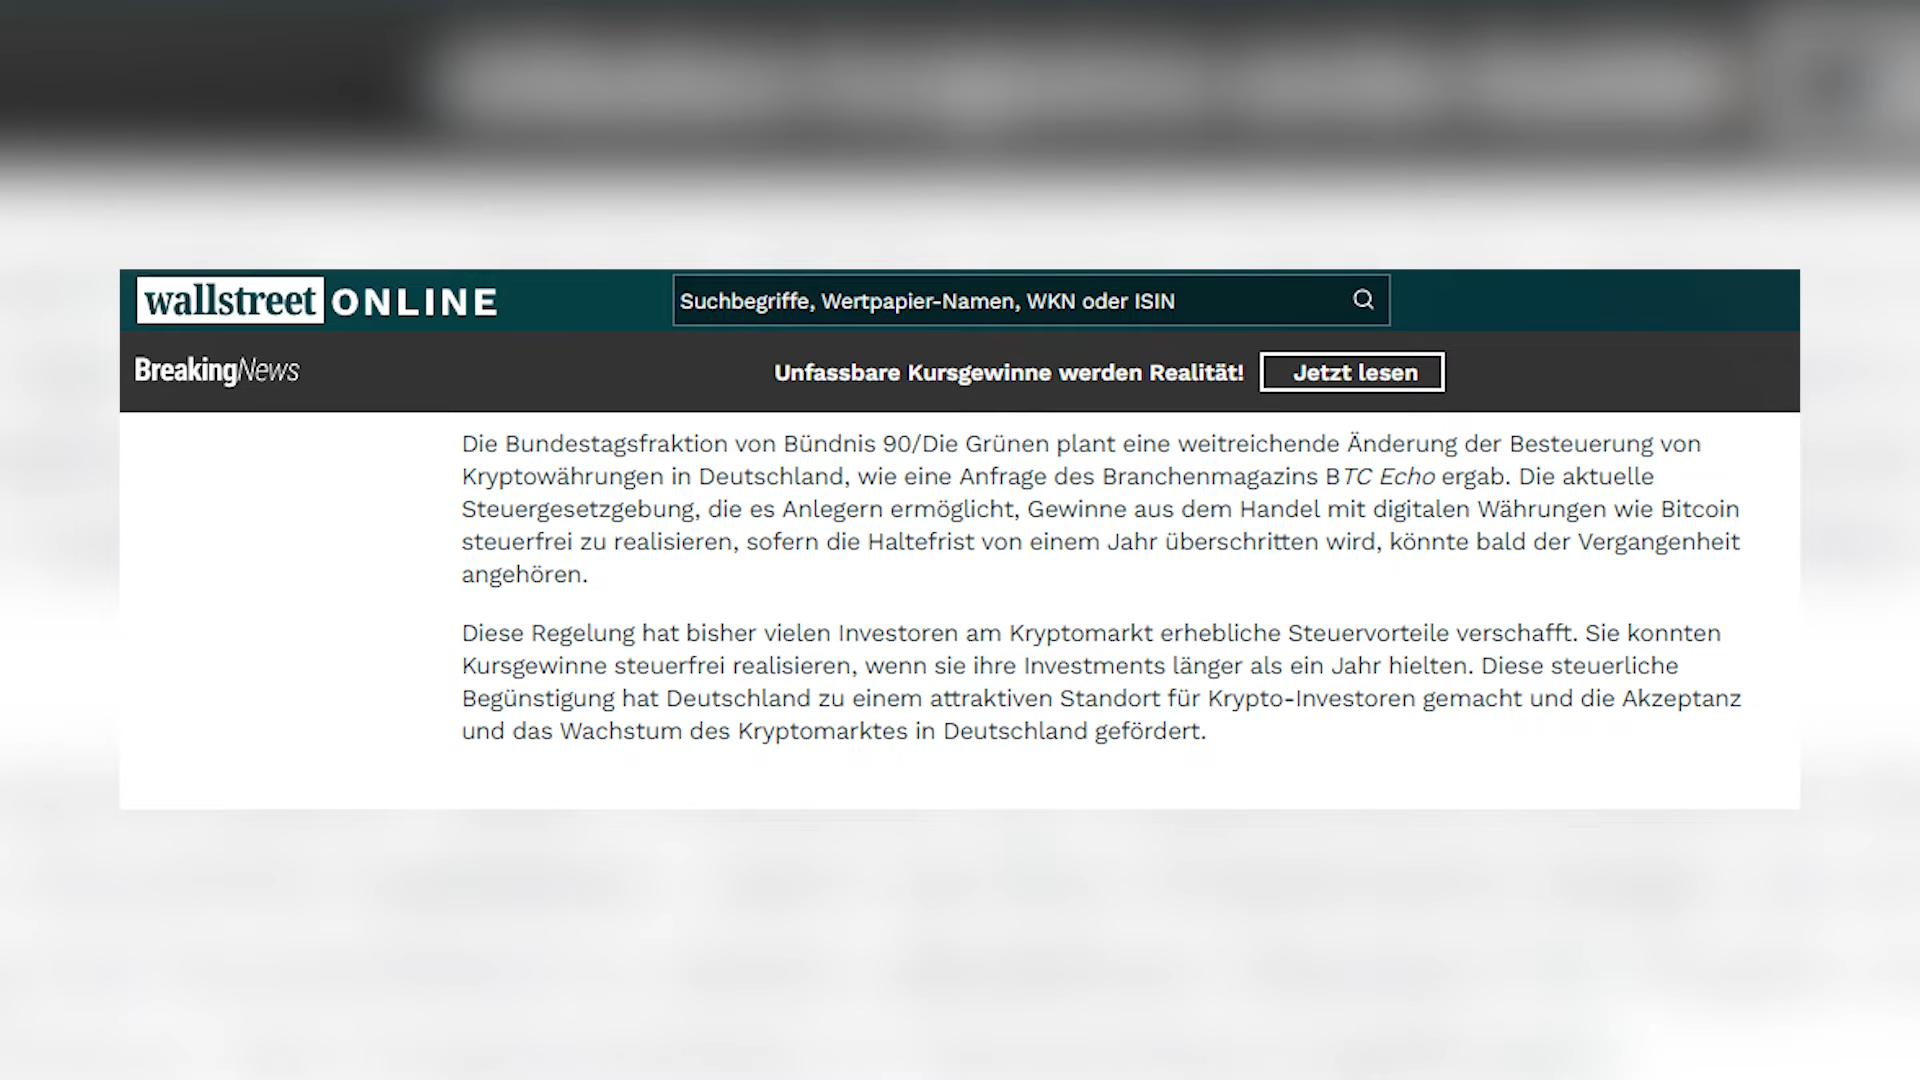 wallstreet ONLINE
Suchbegriffe, Wertpapier-Namen, WKN oder ISIN
BreakingNews
Unfassbare Kursgewinne werden Realität! Jetzt lesen
Die Bundestagsfraktion von Bündnis 90/Die Grünen plant eine weitreichende Änderung der Besteuerung von
Kryptowährungen in Deutschland, wie eine Anfrage des Branchenmagazins BTC Echo ergab. Die aktuelle
Steuergesetzgebung, die es Anlegern ermöglicht, Gewinne aus dem Handel mit digitalen Währungen wie Bitcoin
steuerfrei zu realisieren, sofern die Haltefrist von einem Jahr überschritten wird, könnte bald der Vergangenheit
angehören.
Diese Regelung hat bisher vielen Investoren am Kryptomarkt erhebliche Steuervorteile verschafft. Sie konnten
Kursgewinne steuerfrei realisieren, wenn sie ihre Investments länger als ein Jahr hielten. Diese steuerliche
Begünstigung hat Deutschland zu einem attraktiven Standort für Krypto-Investoren gemacht und die Akzeptanz
und das Wachstum des Kryptomarktes in Deutschland gefördert.